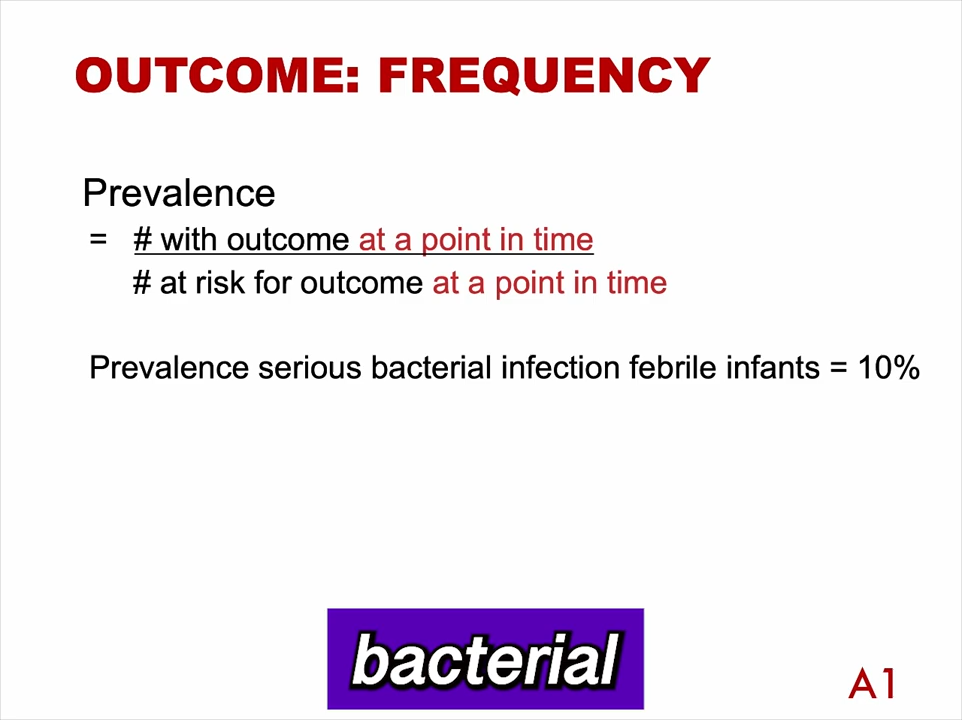 OUTCOME: FREQUENCY
Prevalence
= # with outcome at a point in time
# at risk for outcome at a point in time
Prevalence serious bacterial infection febrile infants = 10%
bacterial
A1